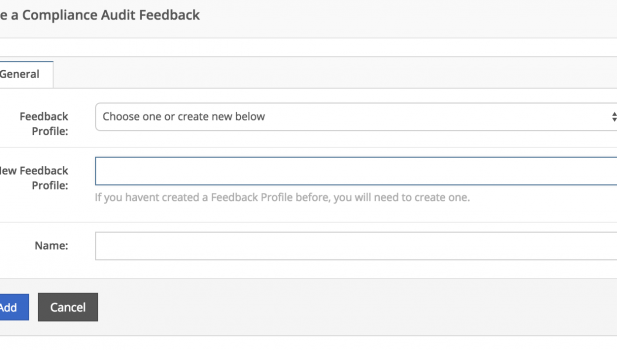 e a Compliance Audit Feedback
General
Feedback
Profile:
Choose one or create new below
New Feedback
Profile:
If you havent created a Feedback Profile before, you will need to create one.
Name:
Add
Cancel